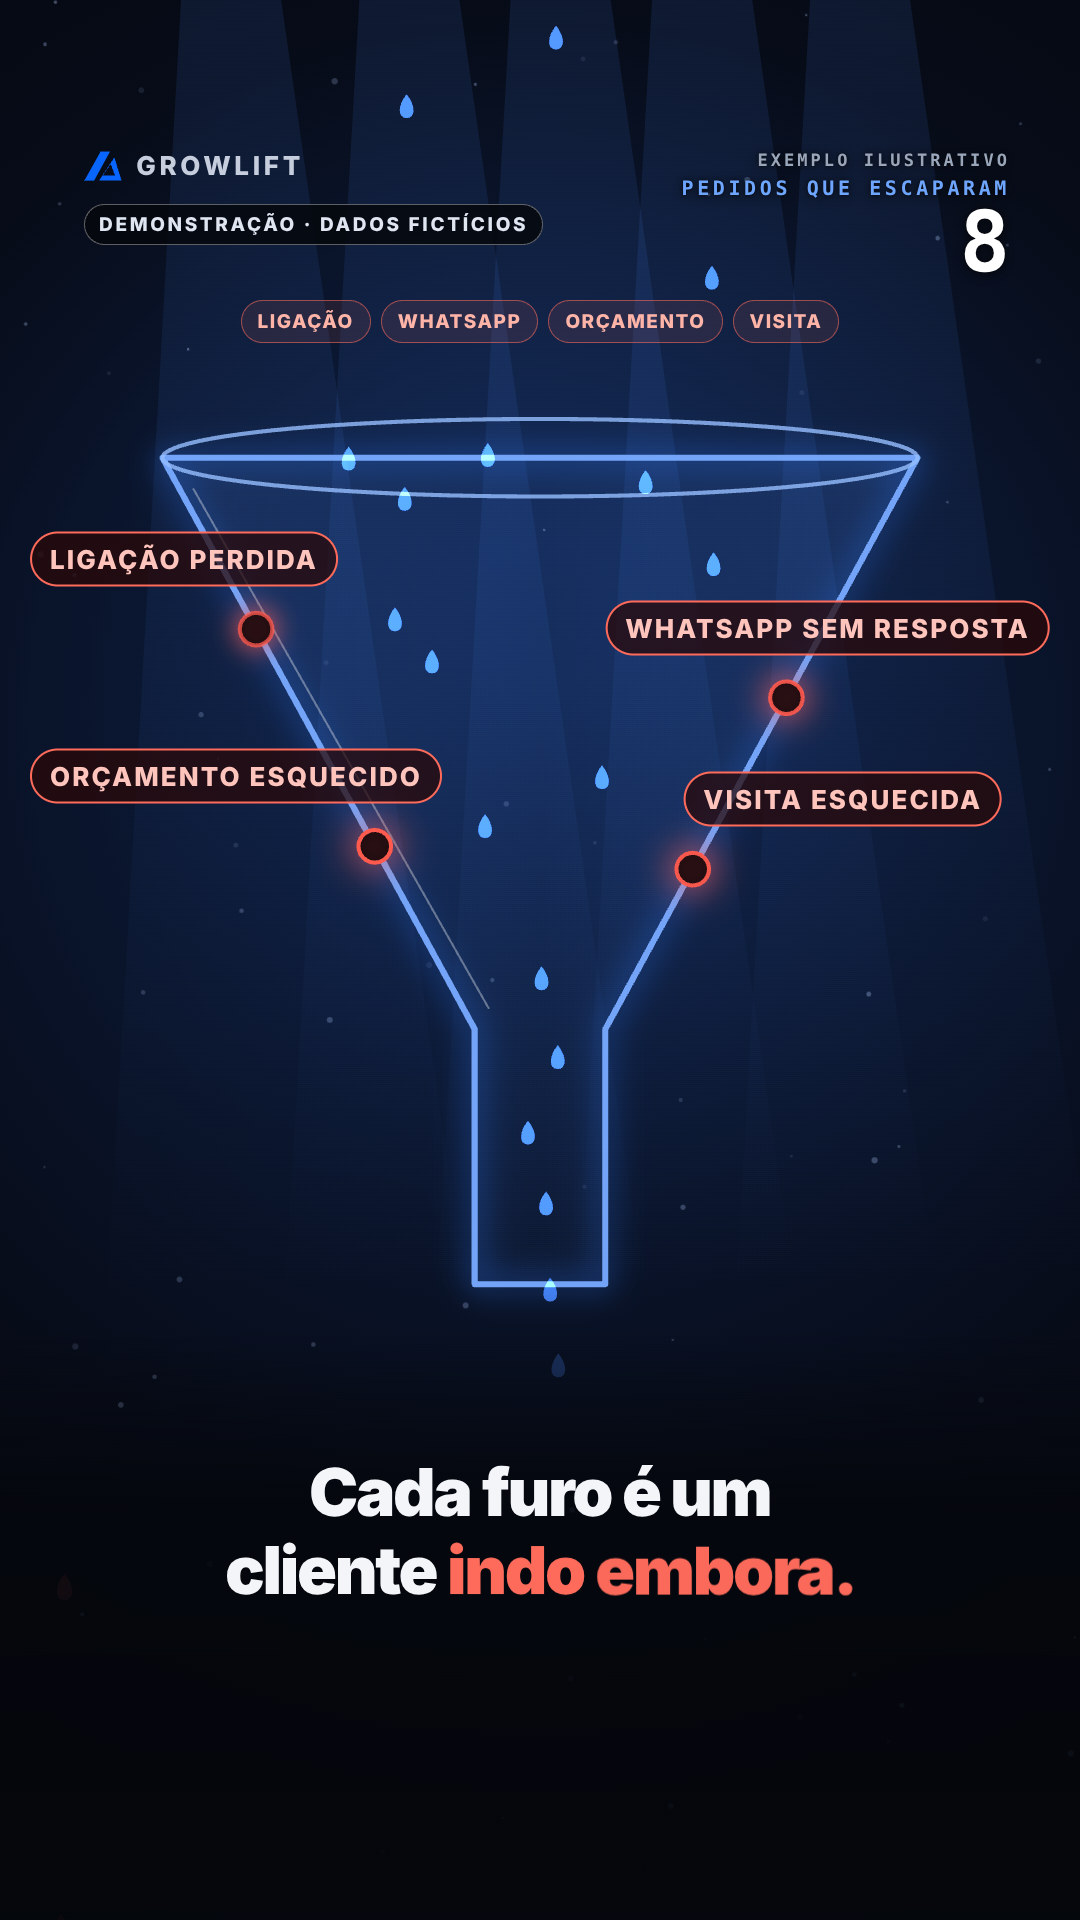 GROWLIFT
DEMONSTRAÇÃO · DADOS FICTÍCIOS
EXEMPLO ILUSTRATIVO
PEDIDOS QUE ESCAPARAM
8
LIGAÇÃO
WHATSAPP
ORÇAMENTO
VISITA
LIGAÇÃO PERDIDA
WHATSAPP SEM RESPOSTA
ORÇAMENTO ESQUECIDO
VISITA ESQUECIDA
Cada furo é um
cliente indo embora.